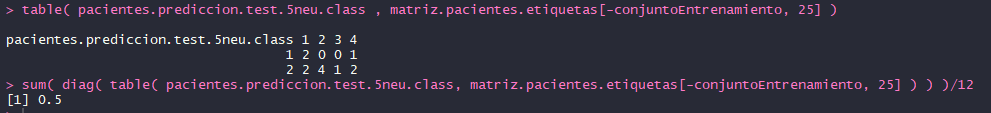 > table( pacientes.prediccion.test.5neu.class , matriz.pacientes.etiquetas[-conjuntoEntrenamiento, 25] )
pacientes.prediccion.test.5neu.class 1 2 3 4
1 2 0 0 1
2 2 4 1 2
> sum( diag( table( pacientes.prediccion.test.5neu.class, matriz.pacientes.etiquetas[-conjuntoEntrenamiento, 25] ) ) )/12
[1] 0.5